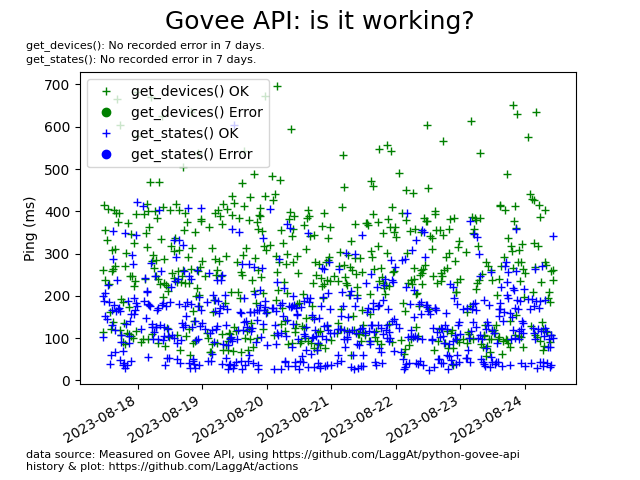 Govee API: is it working?
get_devices(): No recorded error in 7 days.
get_states(): No recorded error in 7 days.
700
600
500
400
300
200
100
0
Ping (ms)
get_devices() OK
get_devices() Error
get_states() OK
get_states() Error
2023-08-18
2023-08-19
2023-08-20
2023-08-21
2023-08-22
2023-08-23
2023-08-24
data source: Measured on Govee API, using https://github.com/LaggAt/python-govee-api
history & plot: https://github.com/LaggAt/actions